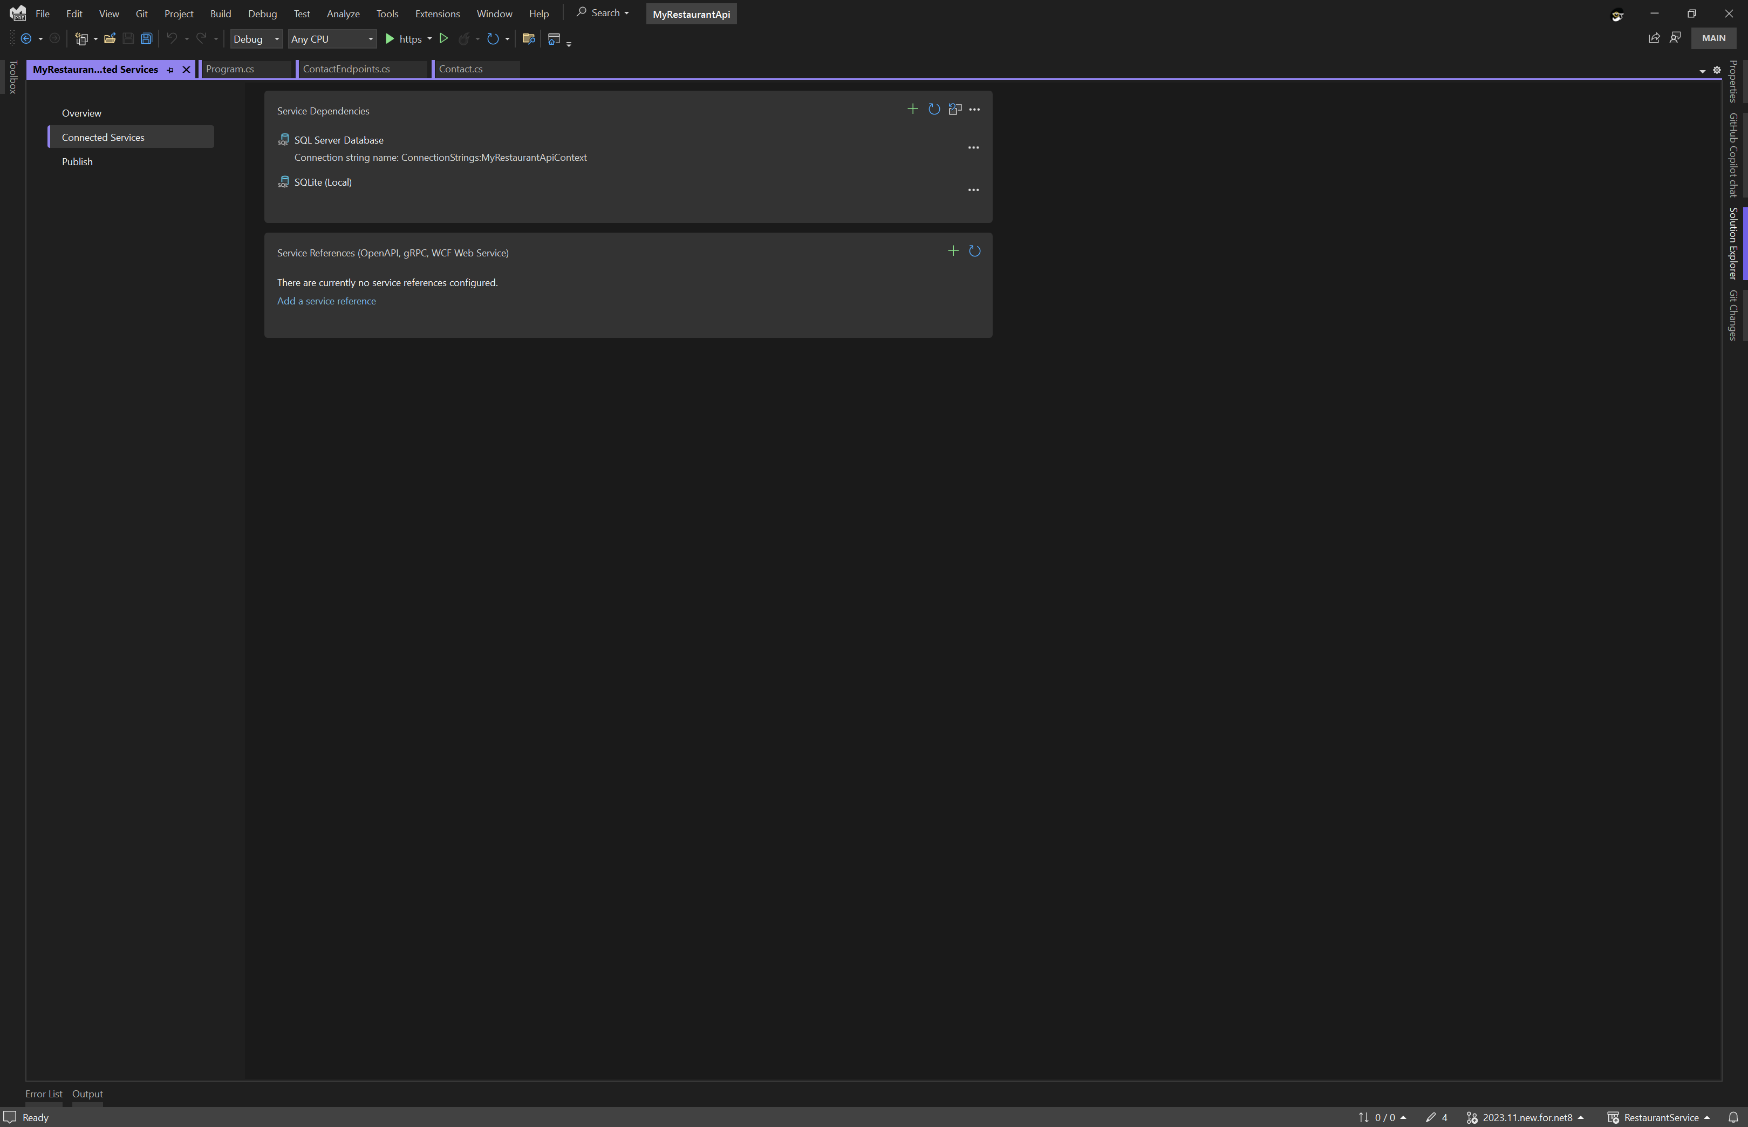 File Edit View Git Project Build Debug Test Analyze Tools Extensions Window Help Search MyRestaurantApi
Debug Any CPU https MAIN
MyRestauran...ted Services Program.cs ContactEndpoints.cs Contact.cs
Toolbox
Overview
Connected Services
Publish
Service Dependencies
SQL Server Database
Connection string name: ConnectionStrings:MyRestaurantApiContext
SQLite (Local)
Service References (OpenAPI, gRPC, WCF Web Service)
There are currently no service references configured.
Add a service reference
Properties
GitHub Copilot chat
Solution Explorer
Git Changes
Error List Output
Ready 0 / 0 4 2023.11.new.for.net8 RestaurantService